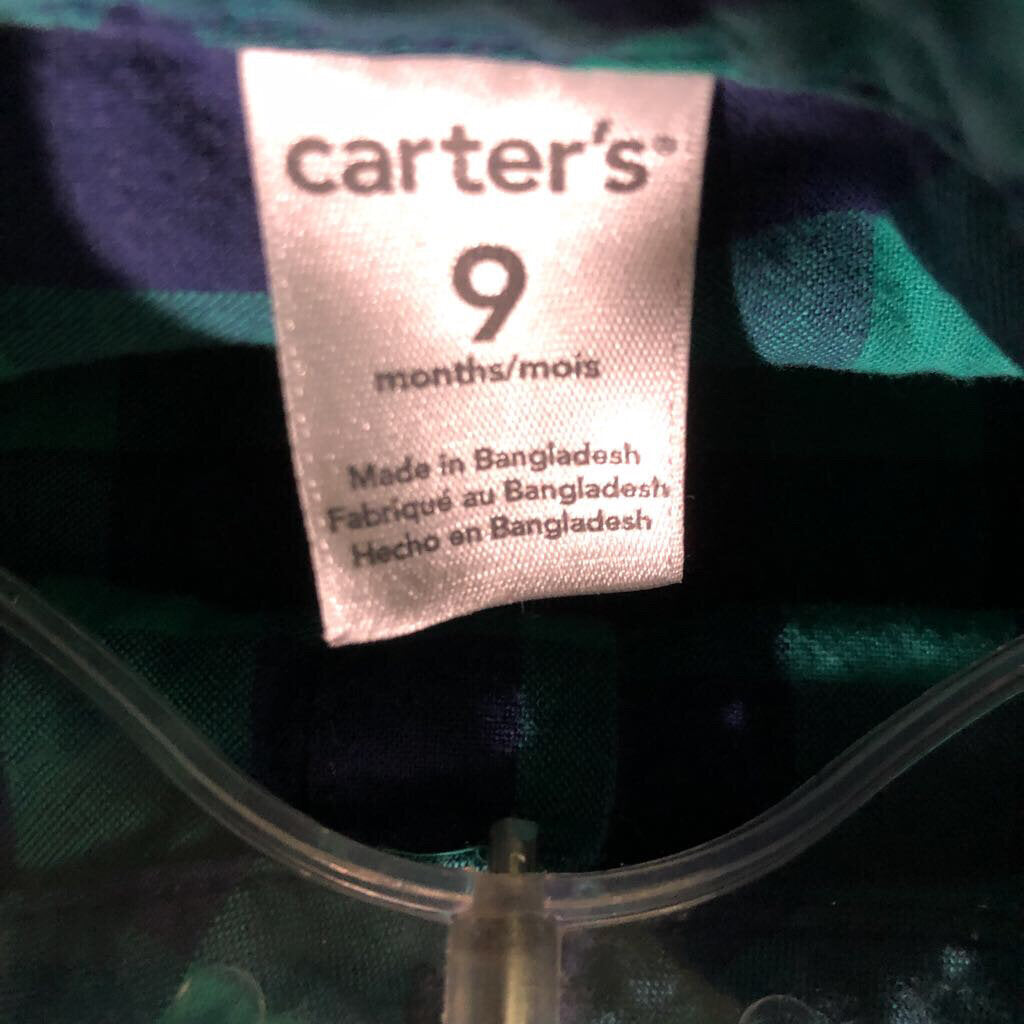 carter's®
9
months/mois
Made in Bangladesh
Fabriqué au Bangladesh
Hecho en Bangladesh